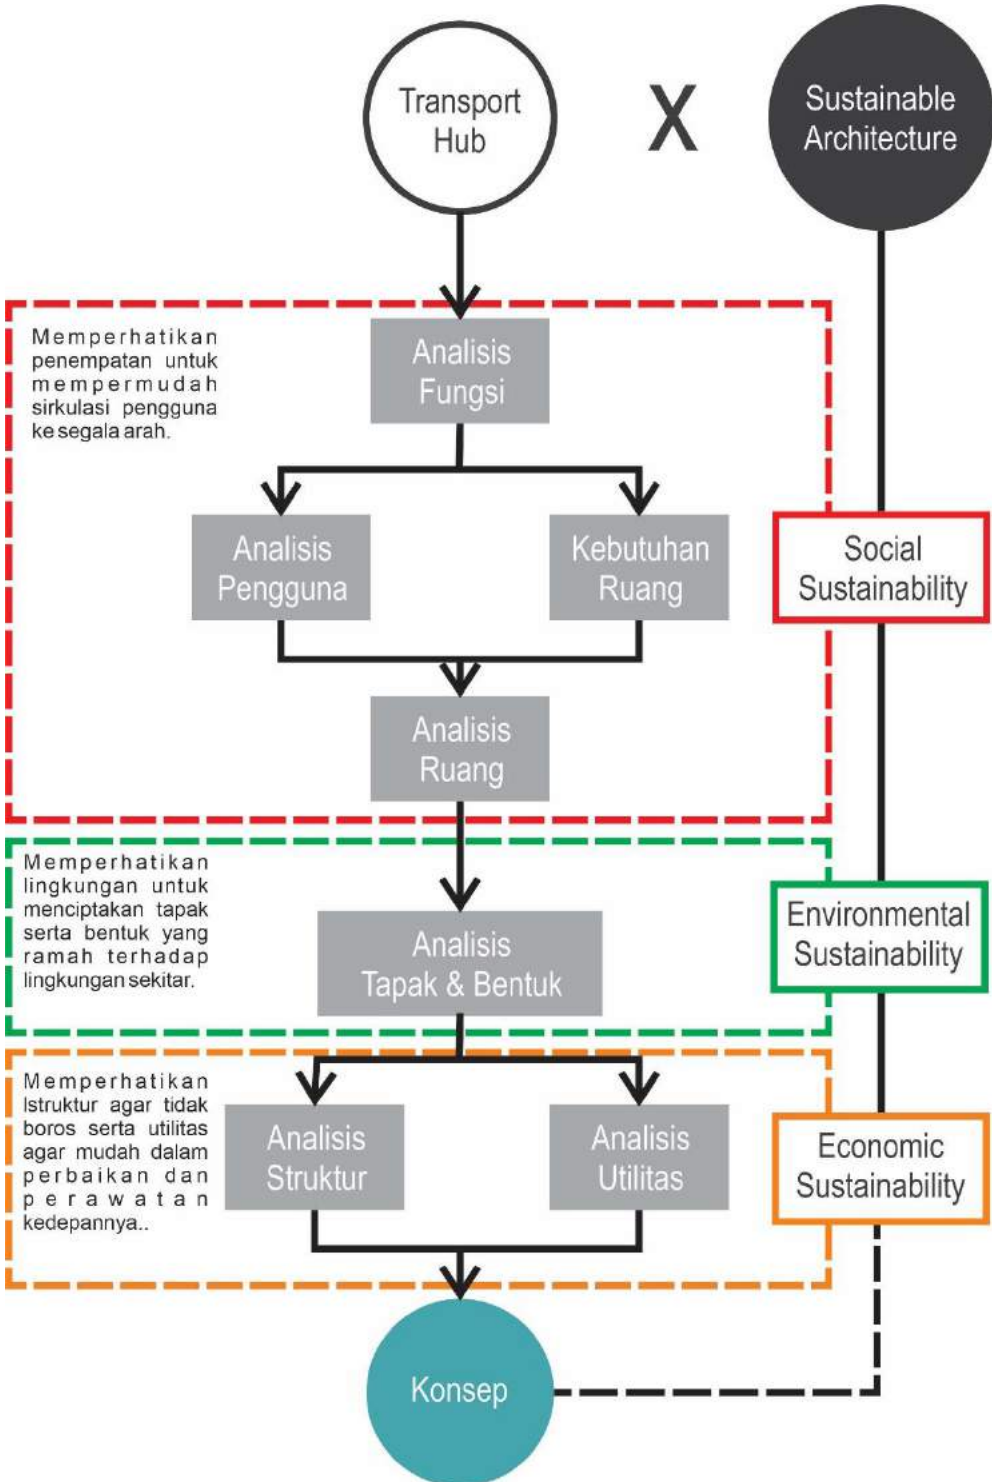 Transport
Hub
X
Sustainable
Architecture
Memperhatikan
penempatan untuk
mempermudah
sirkulasi pengguna
ke segala arah.
Analisis
Fungsi
Analisis
Pengguna
Kebutuhan
Ruang
Social
Sustainability
Analisis
Ruang
Memperhatikan
lingkungan untuk
menciptakan tapak
serta bentuk yang
ramah terhadap
lingkungan sekitar.
Analisis
Tapak & Bentuk
Environmental
Sustainability
Memperhatikan
lstruktur agar tidak
boros serta utilitas
agar mudah dalam
perbaikan dan
perawatan
kedepannya..
Analisis
Struktur
Analisis
Utilitas
Economic
Sustainability
Konsep